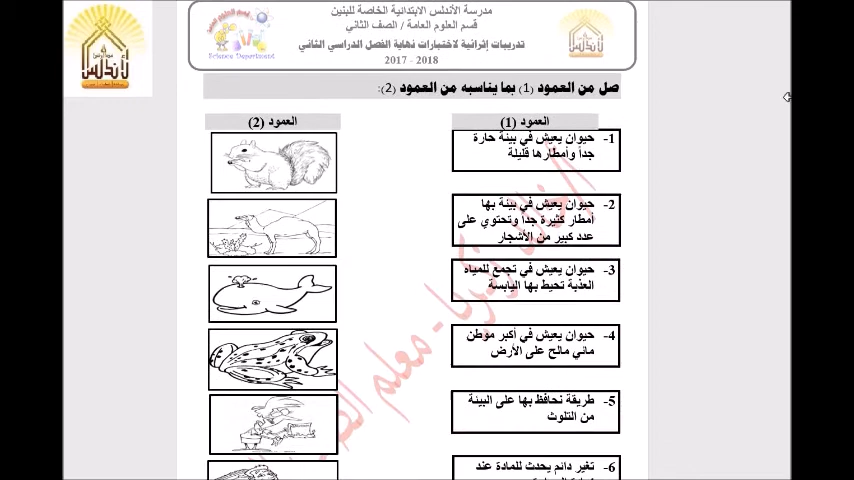 مدرسة الأندلس الابتدائية الخاصة للبنين
قسم العلوم العامة / الصف الثاني
تدريبات إثرائية لاختبارات نهاية الفصل الدراسي الثاني
2017 - 2018
Science Department
الأندلس
صل من العمود (1) بما يناسبه من العمود (2):
العمود (1)
العمود (2)
1- حيوان يعيش في بيئة حارة
جداً وأمطارها قليلة
2- حيوان يعيش في بيئة بها
أمطار كثيرة جداً وتحتوي على
عدد كبير من الأشجار
3- حيوان يعيش في تجمع للمياه
العذبة تحيط بها اليابسة
4- حيوان يعيش في أكبر موطن
مائي مالح على الأرض
5- طريقة نحافظ بها على البيئة
من التلوث
6- تغير دائم يحدث للمادة عند